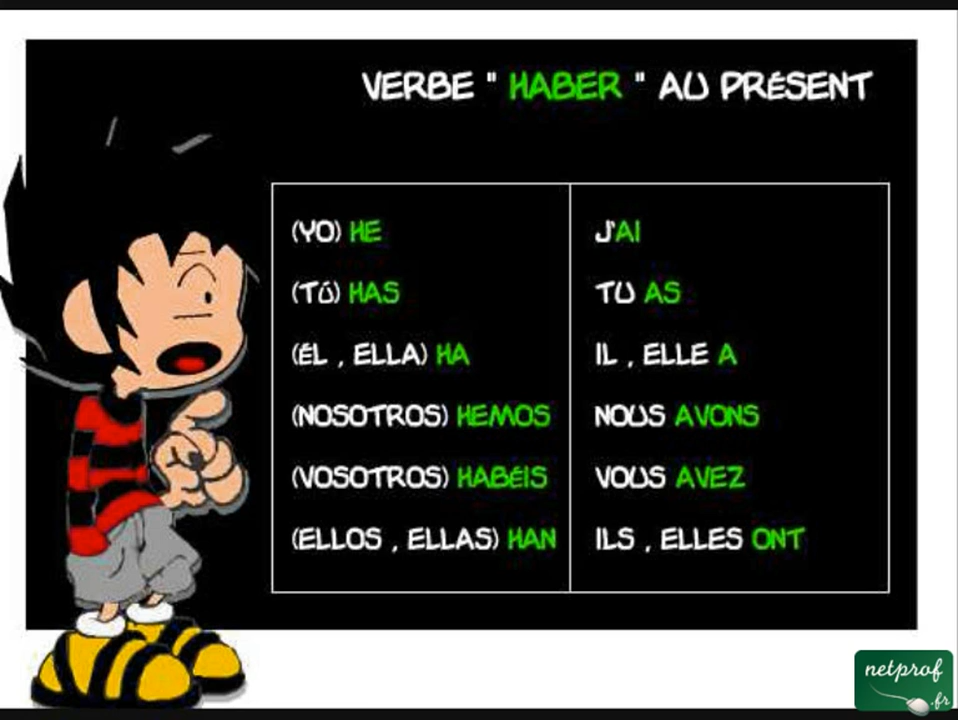 VERBE " HABER " AU PRÉSENT
(YO) HE
(TÚ) HAS
(ÉL , ELLA) HA
(NOSOTROS) HEMOS
(VOSOTROS) HABÉIS
(ELLOS , ELLAS) HAN
J'AI
TU AS
IL , ELLE A
NOUS AVONS
VOUS AVEZ
ILS , ELLES ONT
netprof
.fr